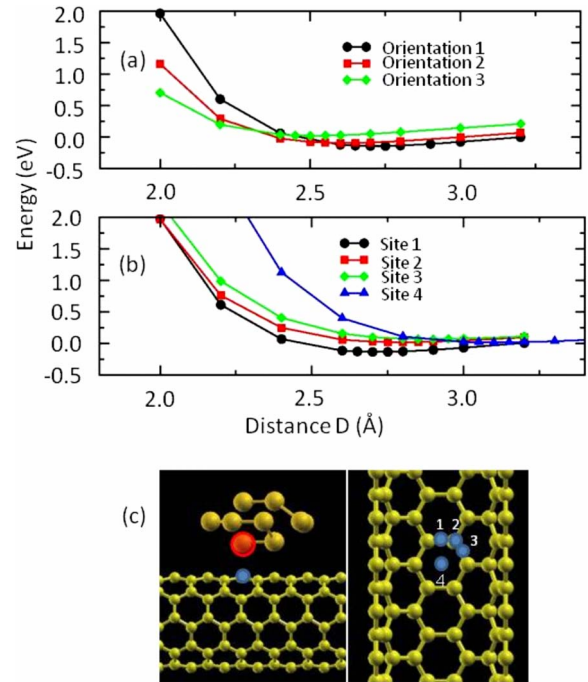 2.0
1.5
1.0
0.5
0.0
-0.5
(a)
Orientation 1
Orientation 2
Orientation 3
2.0 2.5 3.0
Energy (eV)
2.0
1.5
1.0
0.5
0.0
-0.5
(b)
Site 1
Site 2
Site 3
Site 4
2.0 2.5 3.0
Distance D (Å)
(c)
1 2
3
4